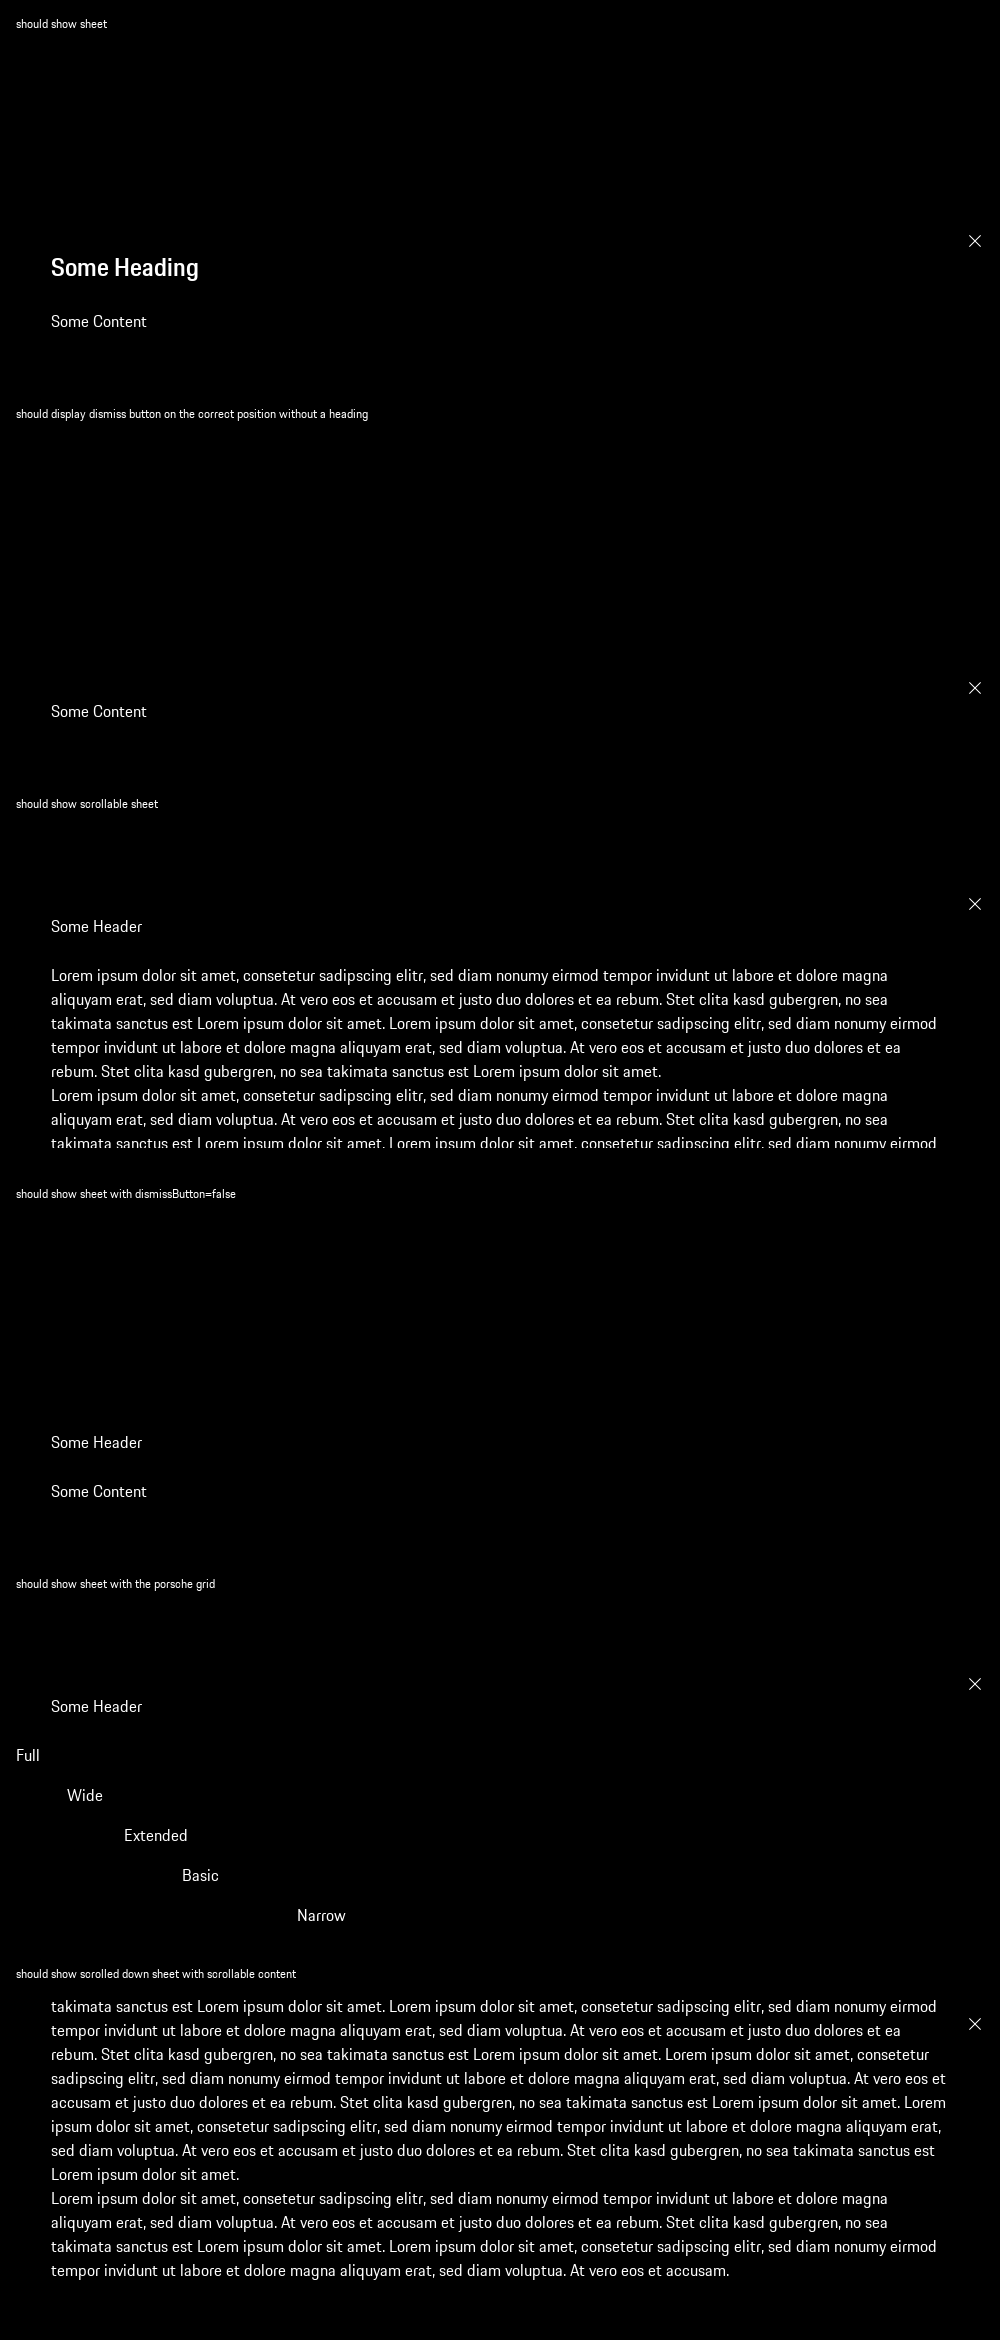 should show sheet
Some Heading
Some Content
should display dismiss button on the correct position without a heading
Some Content
should show scrollable sheet
Some Header
Lorem ipsum dolor sit amet, consetetur sadipscing elitr, sed diam nonumy eirmod tempor invidunt ut labore et dolore magna
aliquyam erat, sed diam voluptua. At vero eos et accusam et justo duo dolores et ea rebum. Stet clita kasd gubergren, no sea
takimata sanctus est Lorem ipsum dolor sit amet. Lorem ipsum dolor sit amet, consetetur sadipscing elitr, sed diam nonumy eirmod
tempor invidunt ut labore et dolore magna aliquyam erat, sed diam voluptua. At vero eos et accusam et justo duo dolores et ea
rebum. Stet clita kasd gubergren, no sea takimata sanctus est Lorem ipsum dolor sit amet.
Lorem ipsum dolor sit amet, consetetur sadipscing elitr, sed diam nonumy eirmod tempor invidunt ut labore et dolore magna
aliquyam erat, sed diam voluptua. At vero eos et accusam et justo duo dolores et ea rebum. Stet clita kasd gubergren, no sea
takimata sanctus est Lorem ipsum dolor sit amet. Lorem ipsum dolor sit amet, consetetur sadipscing elitr, sed diam nonumy eirmod
should show sheet with dismissButton=false
Some Header
Some Content
should show sheet with the porsche grid
Some Header
Full
Wide
Extended
Basic
Narrow
should show scrolled down sheet with scrollable content
takimata sanctus est Lorem ipsum dolor sit amet. Lorem ipsum dolor sit amet, consetetur sadipscing elitr, sed diam nonumy eirmod
tempor invidunt ut labore et dolore magna aliquyam erat, sed diam voluptua. At vero eos et accusam et justo duo dolores et ea
rebum. Stet clita kasd gubergren, no sea takimata sanctus est Lorem ipsum dolor sit amet. Lorem ipsum dolor sit amet, consetetur
sadipscing elitr, sed diam nonumy eirmod tempor invidunt ut labore et dolore magna aliquyam erat, sed diam voluptua. At vero eos et
accusam et justo duo dolores et ea rebum. Stet clita kasd gubergren, no sea takimata sanctus est Lorem ipsum dolor sit amet. Lorem
ipsum dolor sit amet, consetetur sadipscing elitr, sed diam nonumy eirmod tempor invidunt ut labore et dolore magna aliquyam erat,
sed diam voluptua. At vero eos et accusam et justo duo dolores et ea rebum. Stet clita kasd gubergren, no sea takimata sanctus est
Lorem ipsum dolor sit amet.
Lorem ipsum dolor sit amet, consetetur sadipscing elitr, sed diam nonumy eirmod tempor invidunt ut labore et dolore magna
aliquyam erat, sed diam voluptua. At vero eos et accusam et justo duo dolores et ea rebum. Stet clita kasd gubergren, no sea
takimata sanctus est Lorem ipsum dolor sit amet. Lorem ipsum dolor sit amet, consetetur sadipscing elitr, sed diam nonumy eirmod
tempor invidunt ut labore et dolore magna aliquyam erat, sed diam voluptua. At vero eos et accusam.